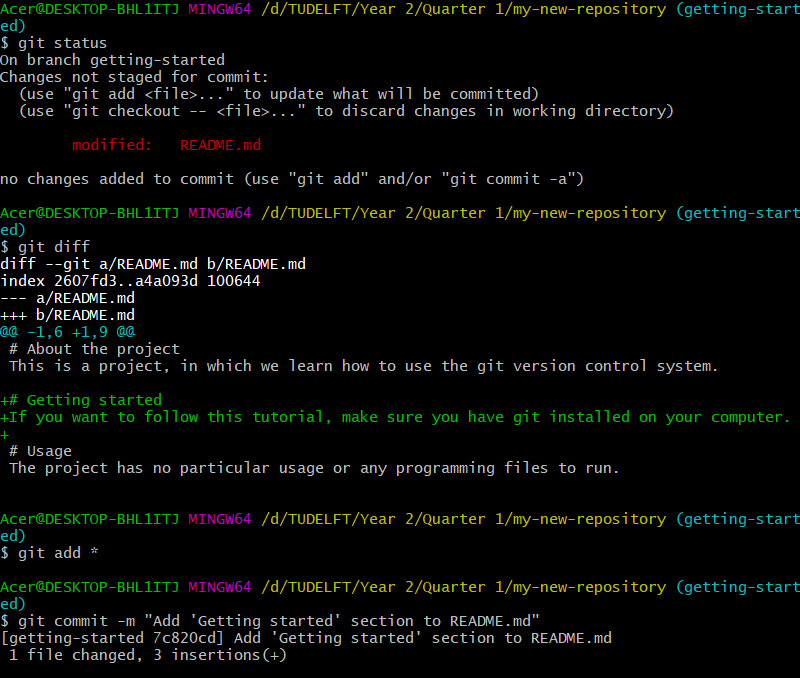 Acer@DESKTOP-BHL1ITJ MINGW64 /d/TUDELFT/Year 2/Quarter 1/my-new-repository (getting-start
ed)
$ git status
On branch getting-started
Changes not staged for commit:
  (use "git add <file>..." to update what will be committed)
  (use "git checkout -- <file>..." to discard changes in working directory)

        modified:   README.md

no changes added to commit (use "git add" and/or "git commit -a")

Acer@DESKTOP-BHL1ITJ MINGW64 /d/TUDELFT/Year 2/Quarter 1/my-new-repository (getting-start
ed)
$ git diff
diff --git a/README.md b/README.md
index 2607fd3..a4a093d 100644
--- a/README.md
+++ b/README.md
@@ -1,6 +1,9 @@
 # About the project
 This is a project, in which we learn how to use the git version control system.

+# Getting started
+If you want to follow this tutorial, make sure you have git installed on your computer.
+
 # Usage
 The project has no particular usage or any programming files to run.

Acer@DESKTOP-BHL1ITJ MINGW64 /d/TUDELFT/Year 2/Quarter 1/my-new-repository (getting-start
ed)
$ git add *

Acer@DESKTOP-BHL1ITJ MINGW64 /d/TUDELFT/Year 2/Quarter 1/my-new-repository (getting-start
ed)
$ git commit -m "Add 'Getting started' section to README.md"
[getting-started 7c820cd] Add 'Getting started' section to README.md
 1 file changed, 3 insertions(+)